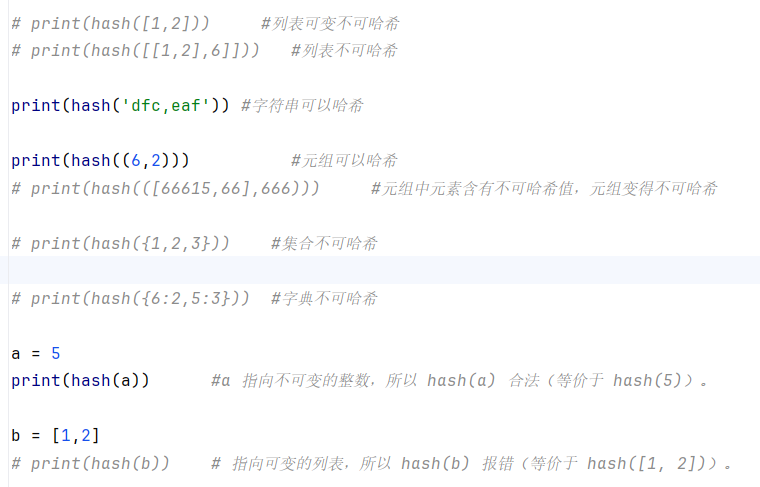 # print(hash([1,2]))     #列表可变不可哈希
# print(hash([[1,2],6]]))   #列表不可哈希
print(hash('dfc,eaf')) #字符串可以哈希
print(hash((6,2)))          #元组可以哈希
# print(hash(([66615,66],666)))     #元组中元素含有不可哈希值，元组变得不可哈希
# print(hash({1,2,3}))    #集合不可哈希
# print(hash({6:2,5:3}))  #字典不可哈希
a = 5
print(hash(a))      #a 指向不可变的整数，所以 hash(a) 合法（等价于 hash(5)）。
b = [1,2]
# print(hash(b))    # 指向可变的列表，所以 hash(b) 报错（等价于 hash([1, 2])）。